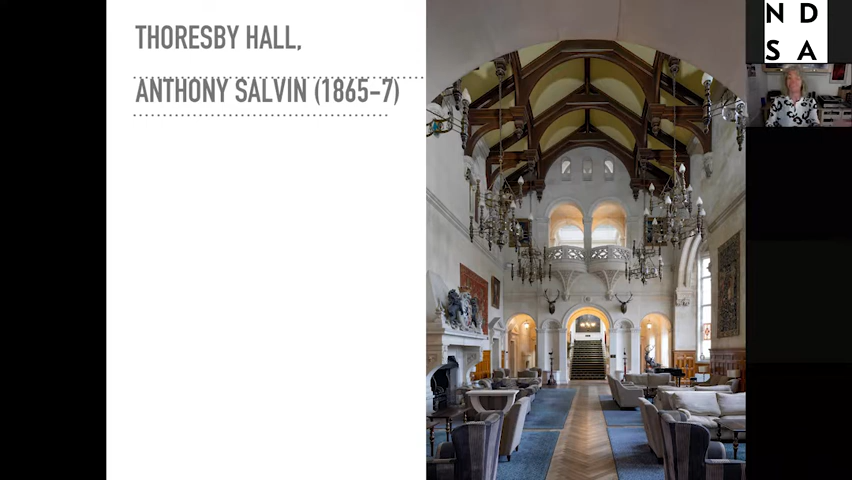 THORESBY HALL,
ANTHONY SALVIN (1865-7)
N D
S A